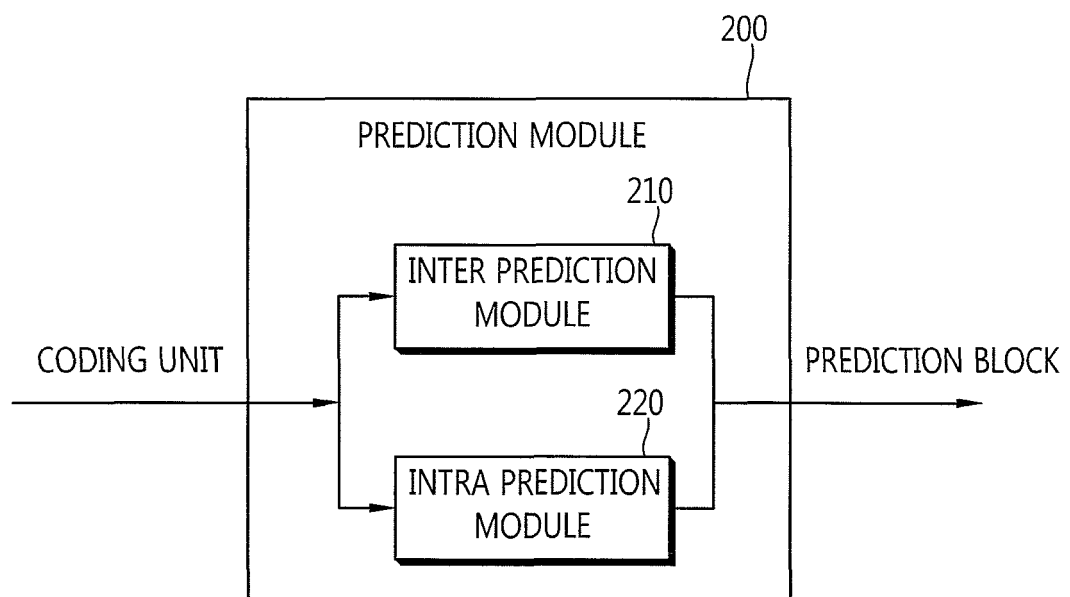 200
PREDICTION MODULE
210
INTER PREDICTION
MODULE
CODING UNIT
PREDICTION BLOCK
220
INTRA PREDICTION
MODULE